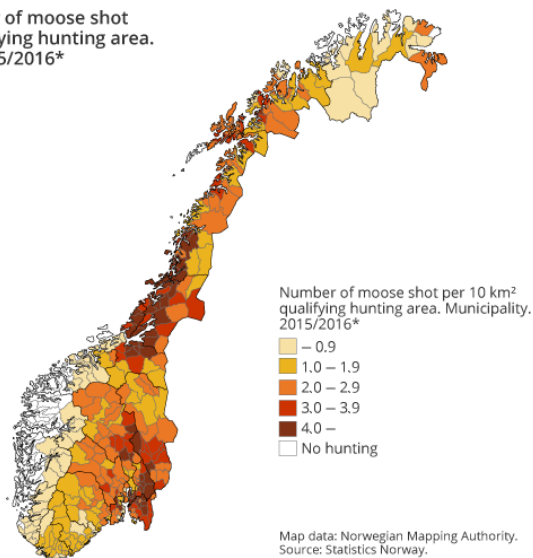 of moose shot
ying hunting area.
5/2016*
Number of moose shot per 10 km²
qualifying hunting area. Municipality.
2015/2016*
– 0.9
1.0 – 1.9
2.0 – 2.9
3.0 – 3.9
4.0 –
No hunting
Map data: Norwegian Mapping Authority.
Source: Statistics Norway.